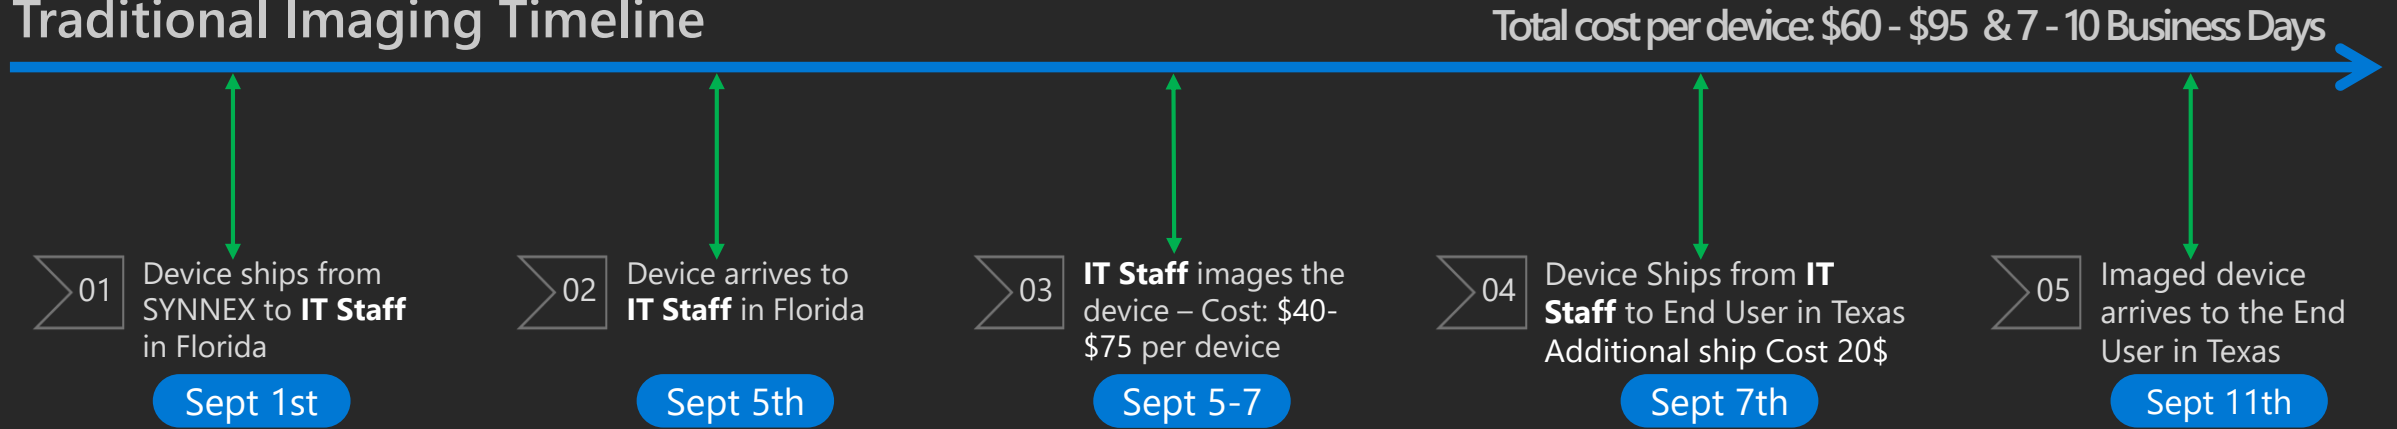 Traditional Imaging Timeline
Total cost per device: $60 - $95 & 7 - 10 Business Days
01
Device ships from
SYNNEX to IT Staff
in Florida
Sept 1st
02
Device arrives to
IT Staff in Florida
Sept 5th
03
IT Staff images the
device – Cost: $40-
$75 per device
Sept 5-7
04
Device Ships from IT
Staff to End User in Texas
Additional ship Cost 20$
Sept 7th
05
Imaged device
arrives to the End
User in Texas
Sept 11th